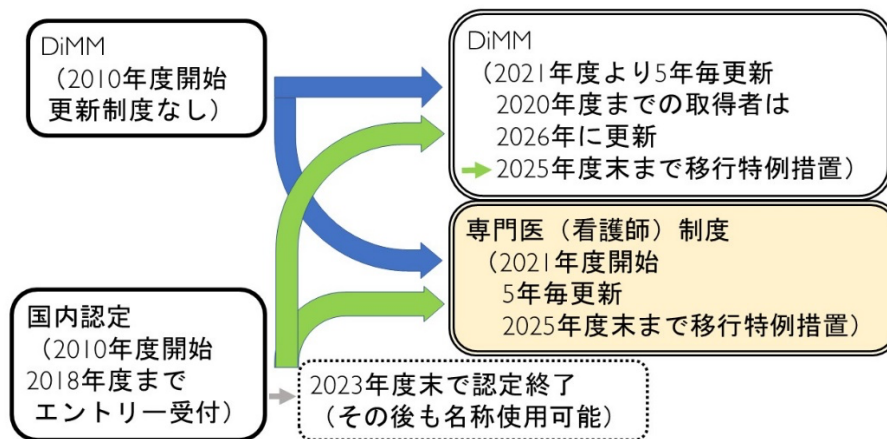 DiMM
（2010年度開始
更新制度なし）
DiMM
（2021年度より5年毎更新
2020年度までの取得者は
2026年に更新
2025年度末まで移行特例措置）
専門医（看護師）制度
（2021年度開始
5年毎更新
2025年度末まで移行特例措置）
国内認定
（2010年度開始
2018年度まで
エントリー受付）
2023年度末で認定終了
（その後も名称使用可能）